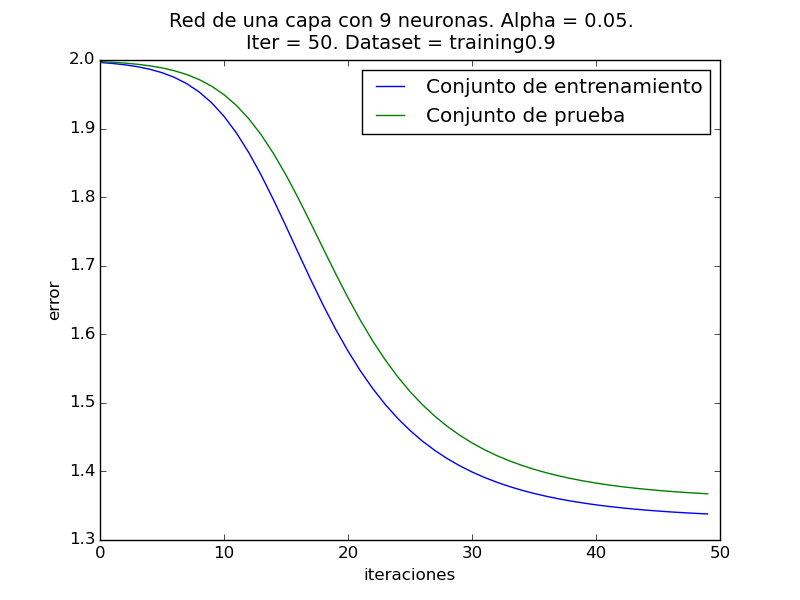 Red de una capa con 9 neuronas. Alpha = 0.05.
Iter = 50. Dataset = training0.9
Conjunto de entrenamiento
Conjunto de prueba
error
2.0
1.9
1.8
1.7
1.6
1.5
1.4
1.3
0 10 20 30 40 50
iteraciones